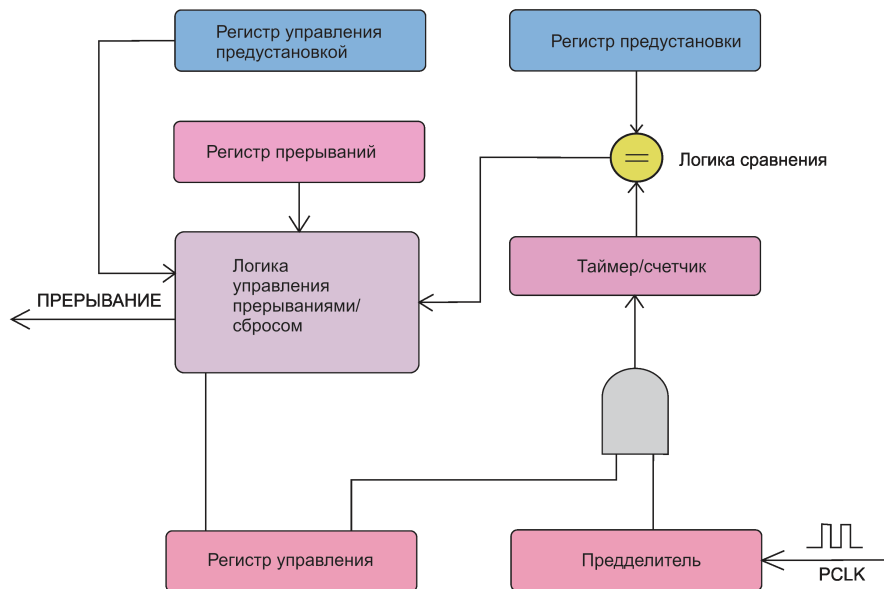 Регистр управления
предустановкой
Регистр предустановки
Регистр прерываний
Логика сравнения
Логика
управления
прерываниями/
сбросом
Таймер/счетчик
ПРЕРЫВАНИЕ
Регистр управления
Предделитель
PCLK